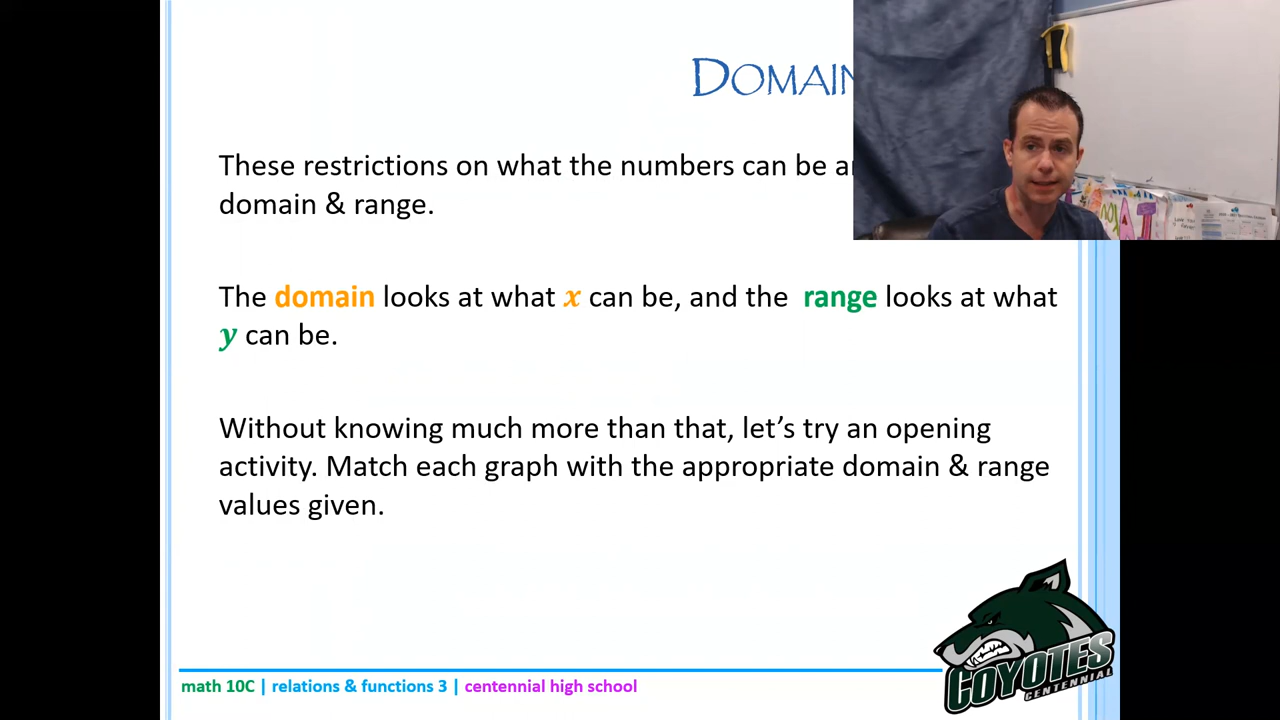 DOMAIN
These restrictions on what the numbers can be
domain & range.
The domain looks at what x can be, and the range looks at what
y can be.
Without knowing much more than that, let's try an opening
activity. Match each graph with the appropriate domain & range
values given.
COYOTES
CENTENNIAL
math 10C | relations & functions 3 | centennial high school